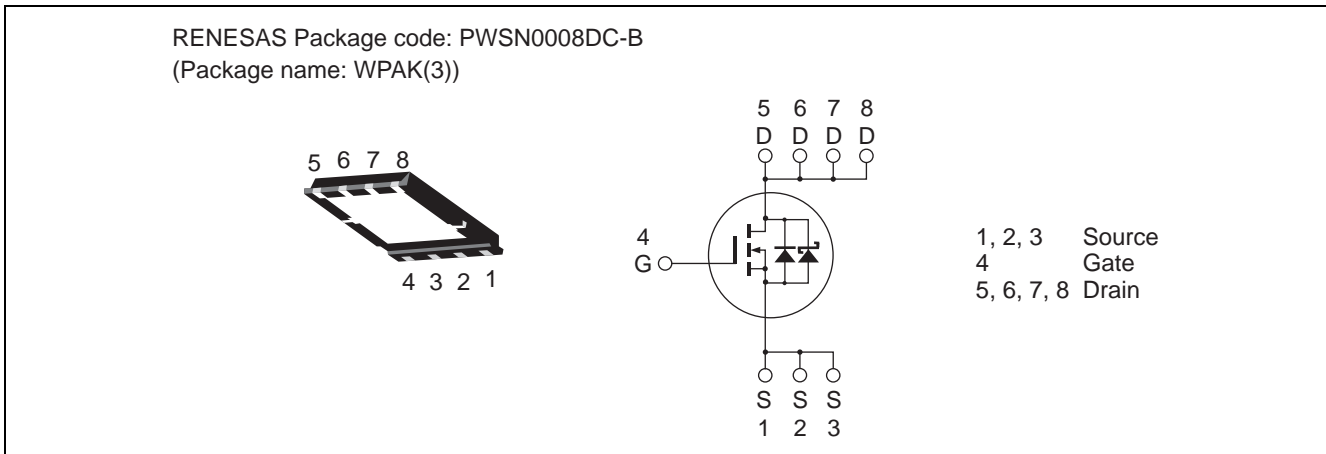 RENESAS Package code: PWSN0008DC-B
(Package name: WPAK(3))
5 6 7 8
4 3 2 1
5 6 7 8
D D D D
4
G
S S S
1 2 3
1, 2, 3 Source
4 Gate
5, 6, 7, 8 Drain